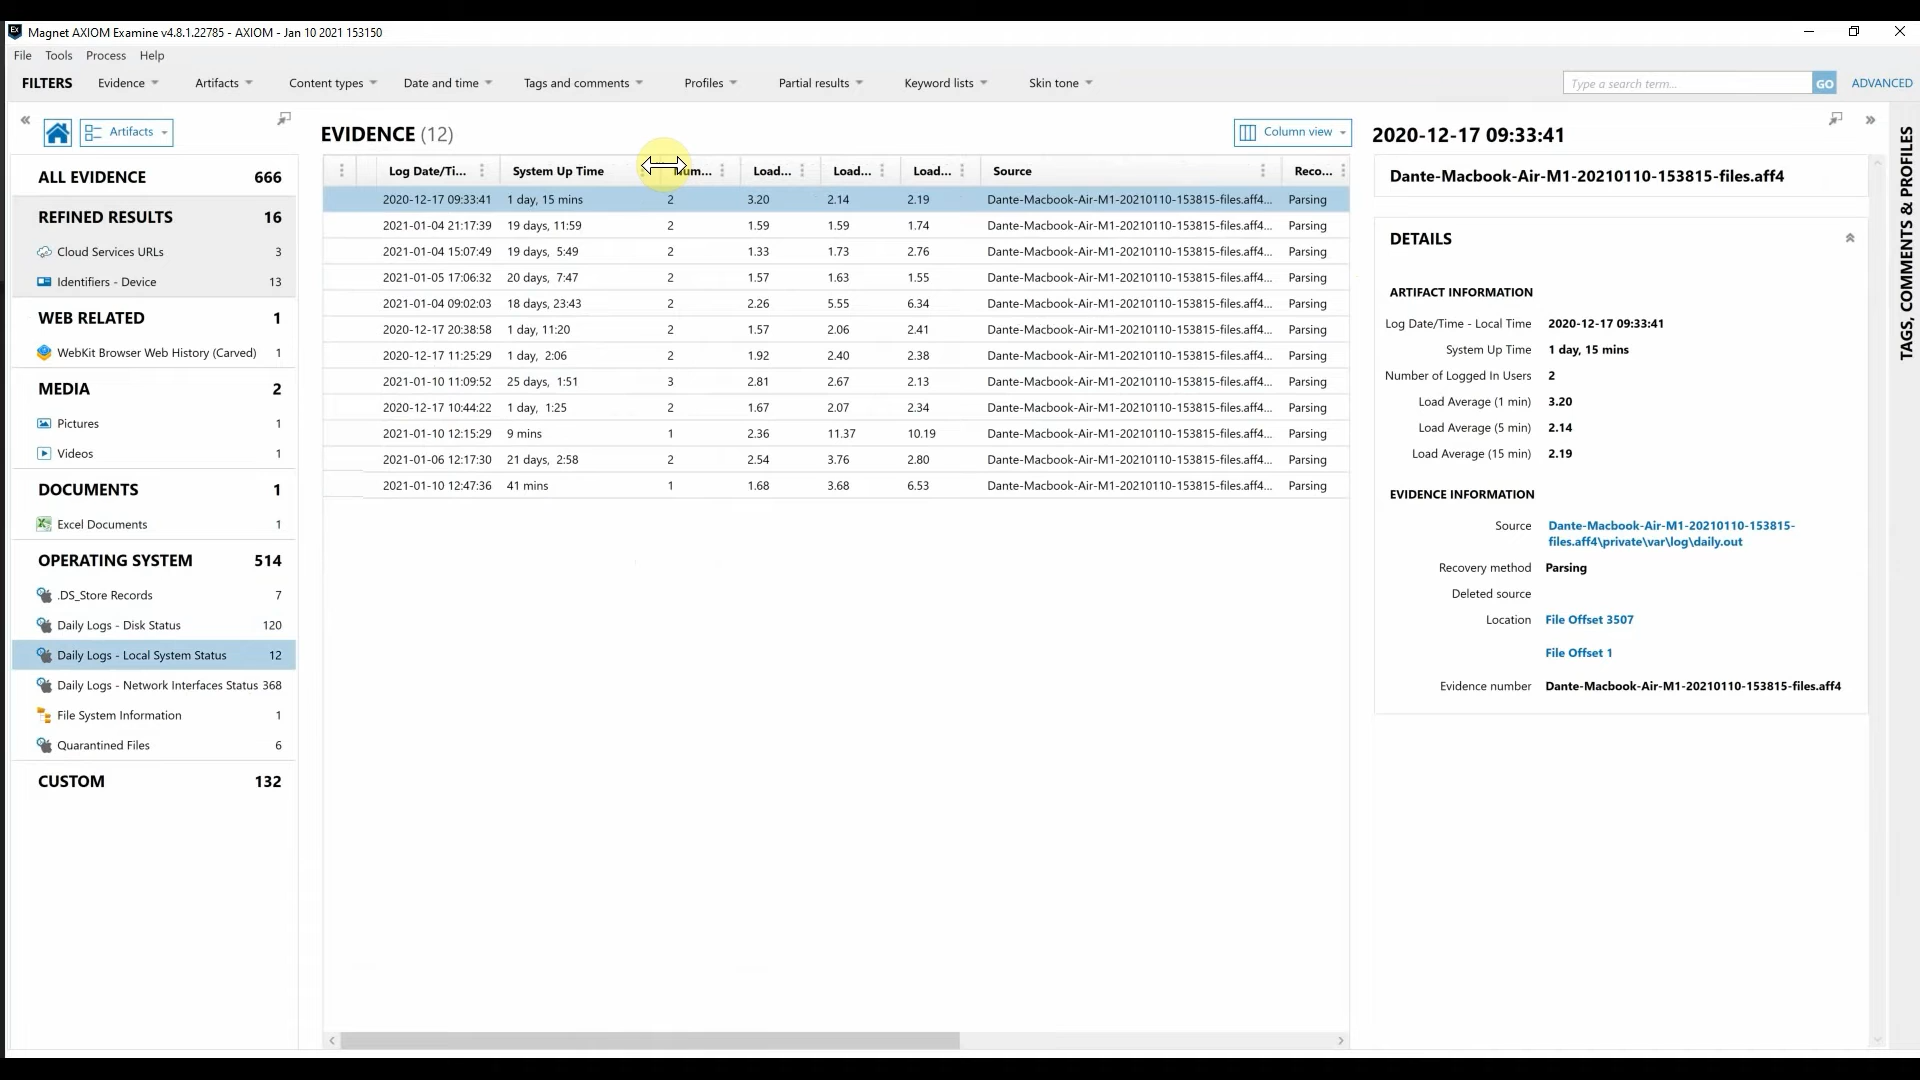 Magnet AXIOM Examine v4.8.1.22785 - AXIOM - Jan 10 2021 153150
File Tools Process Help
FILTERS Evidence Artifacts Content types Date and time Tags and comments Profiles Partial results Keyword lists Skin tone Type a search term... GO ADVANCED
Artifacts
EVIDENCE (12) Column view
2020-12-17 09:33:41
ALL EVIDENCE 666
REFINED RESULTS 16
Cloud Services URLs 3
Identifiers - Device 13
WEB RELATED 1
WebKit Browser Web History (Carved) 1
MEDIA 2
Pictures 1
Videos 1
DOCUMENTS 1
Excel Documents 1
OPERATING SYSTEM 514
.DS_Store Records 7
Daily Logs - Disk Status 120
Daily Logs - Local System Status 12
Daily Logs - Network Interfaces Status 368
File System Information 1
Quarantined Files 6
CUSTOM 132
Log Date/Ti... System Up Time Load... Load... Load... Source Reco...
2020-12-17 09:33:41 1 day, 15 mins 2 3.20 2.14 2.19 Dante-Macbook-Air-M1-20210110-153815-files.aff4... Parsing
2021-01-04 21:17:39 19 days, 11:59 2 1.59 1.59 1.74 Dante-Macbook-Air-M1-20210110-153815-files.aff4... Parsing
2021-01-04 15:07:49 19 days, 5:49 2 1.33 1.73 2.76 Dante-Macbook-Air-M1-20210110-153815-files.aff4... Parsing
2021-01-05 17:06:32 20 days, 7:47 2 1.57 1.63 1.55 Dante-Macbook-Air-M1-20210110-153815-files.aff4... Parsing
2021-01-04 09:02:03 18 days, 23:43 2 2.26 5.55 6.34 Dante-Macbook-Air-M1-20210110-153815-files.aff4... Parsing
2020-12-17 20:38:58 1 day, 11:20 2 1.57 2.06 2.41 Dante-Macbook-Air-M1-20210110-153815-files.aff4... Parsing
2020-12-17 11:25:29 1 day, 2:06 2 1.92 2.40 2.38 Dante-Macbook-Air-M1-20210110-153815-files.aff4... Parsing
2021-01-10 11:09:52 25 days, 1:51 3 2.81 2.67 2.13 Dante-Macbook-Air-M1-20210110-153815-files.aff4... Parsing
2020-12-17 10:44:22 1 day, 1:25 2 1.67 2.07 2.34 Dante-Macbook-Air-M1-20210110-153815-files.aff4... Parsing
2021-01-10 12:15:29 9 mins 1 2.36 11.37 10.19 Dante-Macbook-Air-M1-20210110-153815-files.aff4... Parsing
2021-01-06 12:17:30 21 days, 2:58 2 2.54 3.76 2.80 Dante-Macbook-Air-M1-20210110-153815-files.aff4... Parsing
2021-01-10 12:47:36 41 mins 1 1.68 3.68 6.53 Dante-Macbook-Air-M1-20210110-153815-files.aff4... Parsing
Dante-Macbook-Air-M1-20210110-153815-files.aff4
DETAILS
ARTIFACT INFORMATION
Log Date/Time - Local Time 2020-12-17 09:33:41
System Up Time 1 day, 15 mins
Number of Logged In Users 2
Load Average (1 min) 3.20
Load Average (5 min) 2.14
Load Average (15 min) 2.19
EVIDENCE INFORMATION
Source Dante-Macbook-Air-M1-20210110-153815-
files.aff4\private\var\log\daily.out
Recovery method Parsing
Deleted source
Location File Offset 3507
File Offset 1
Evidence number Dante-Macbook-Air-M1-20210110-153815-files.aff4
TAGS, COMMENTS & PROFILES